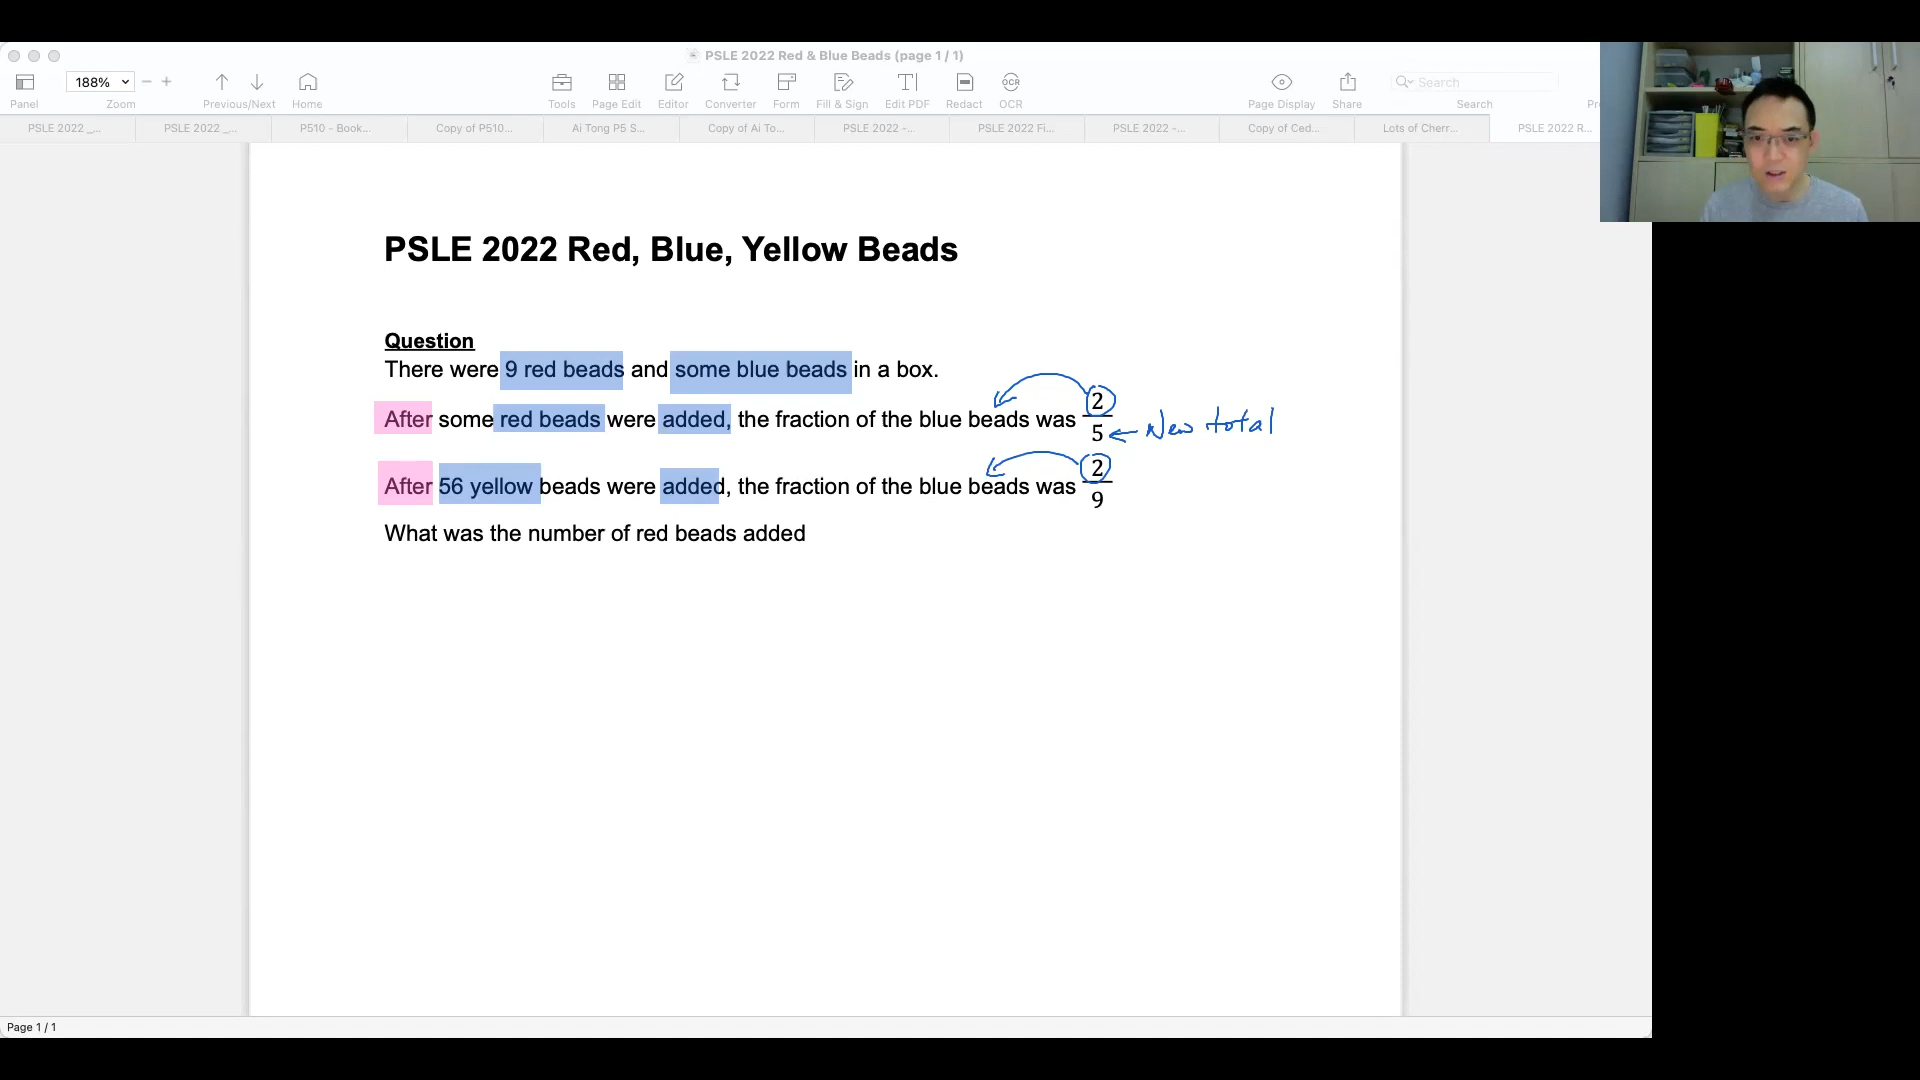 PSLE 2022 Red & Blue Beads (page 1 / 1)
188%
Search
Panel Zoom Previous/Next Home Tools Page Edit Editor Converter Form Fill & Sign Edit PDF Redact OCR Page Display Share Search
OCR
PSLE 2022 _... PSLE 2022 _... P510 - Book... Copy of P510... Ai Tong P5 S... Copy of Ai To... PSLE 2022 -... PSLE 2022 Fi... PSLE 2022 -... Copy of Ced... Lots of Cherr... PSLE 2022 R...
PSLE 2022 Red, Blue, Yellow Beads
Question
There were 9 red beads and some blue beads in a box.
After some red beads were added, the fraction of the blue beads was 2/5 ← New total
After 56 yellow beads were added, the fraction of the blue beads was 2/9
What was the number of red beads added
Page 1 / 1